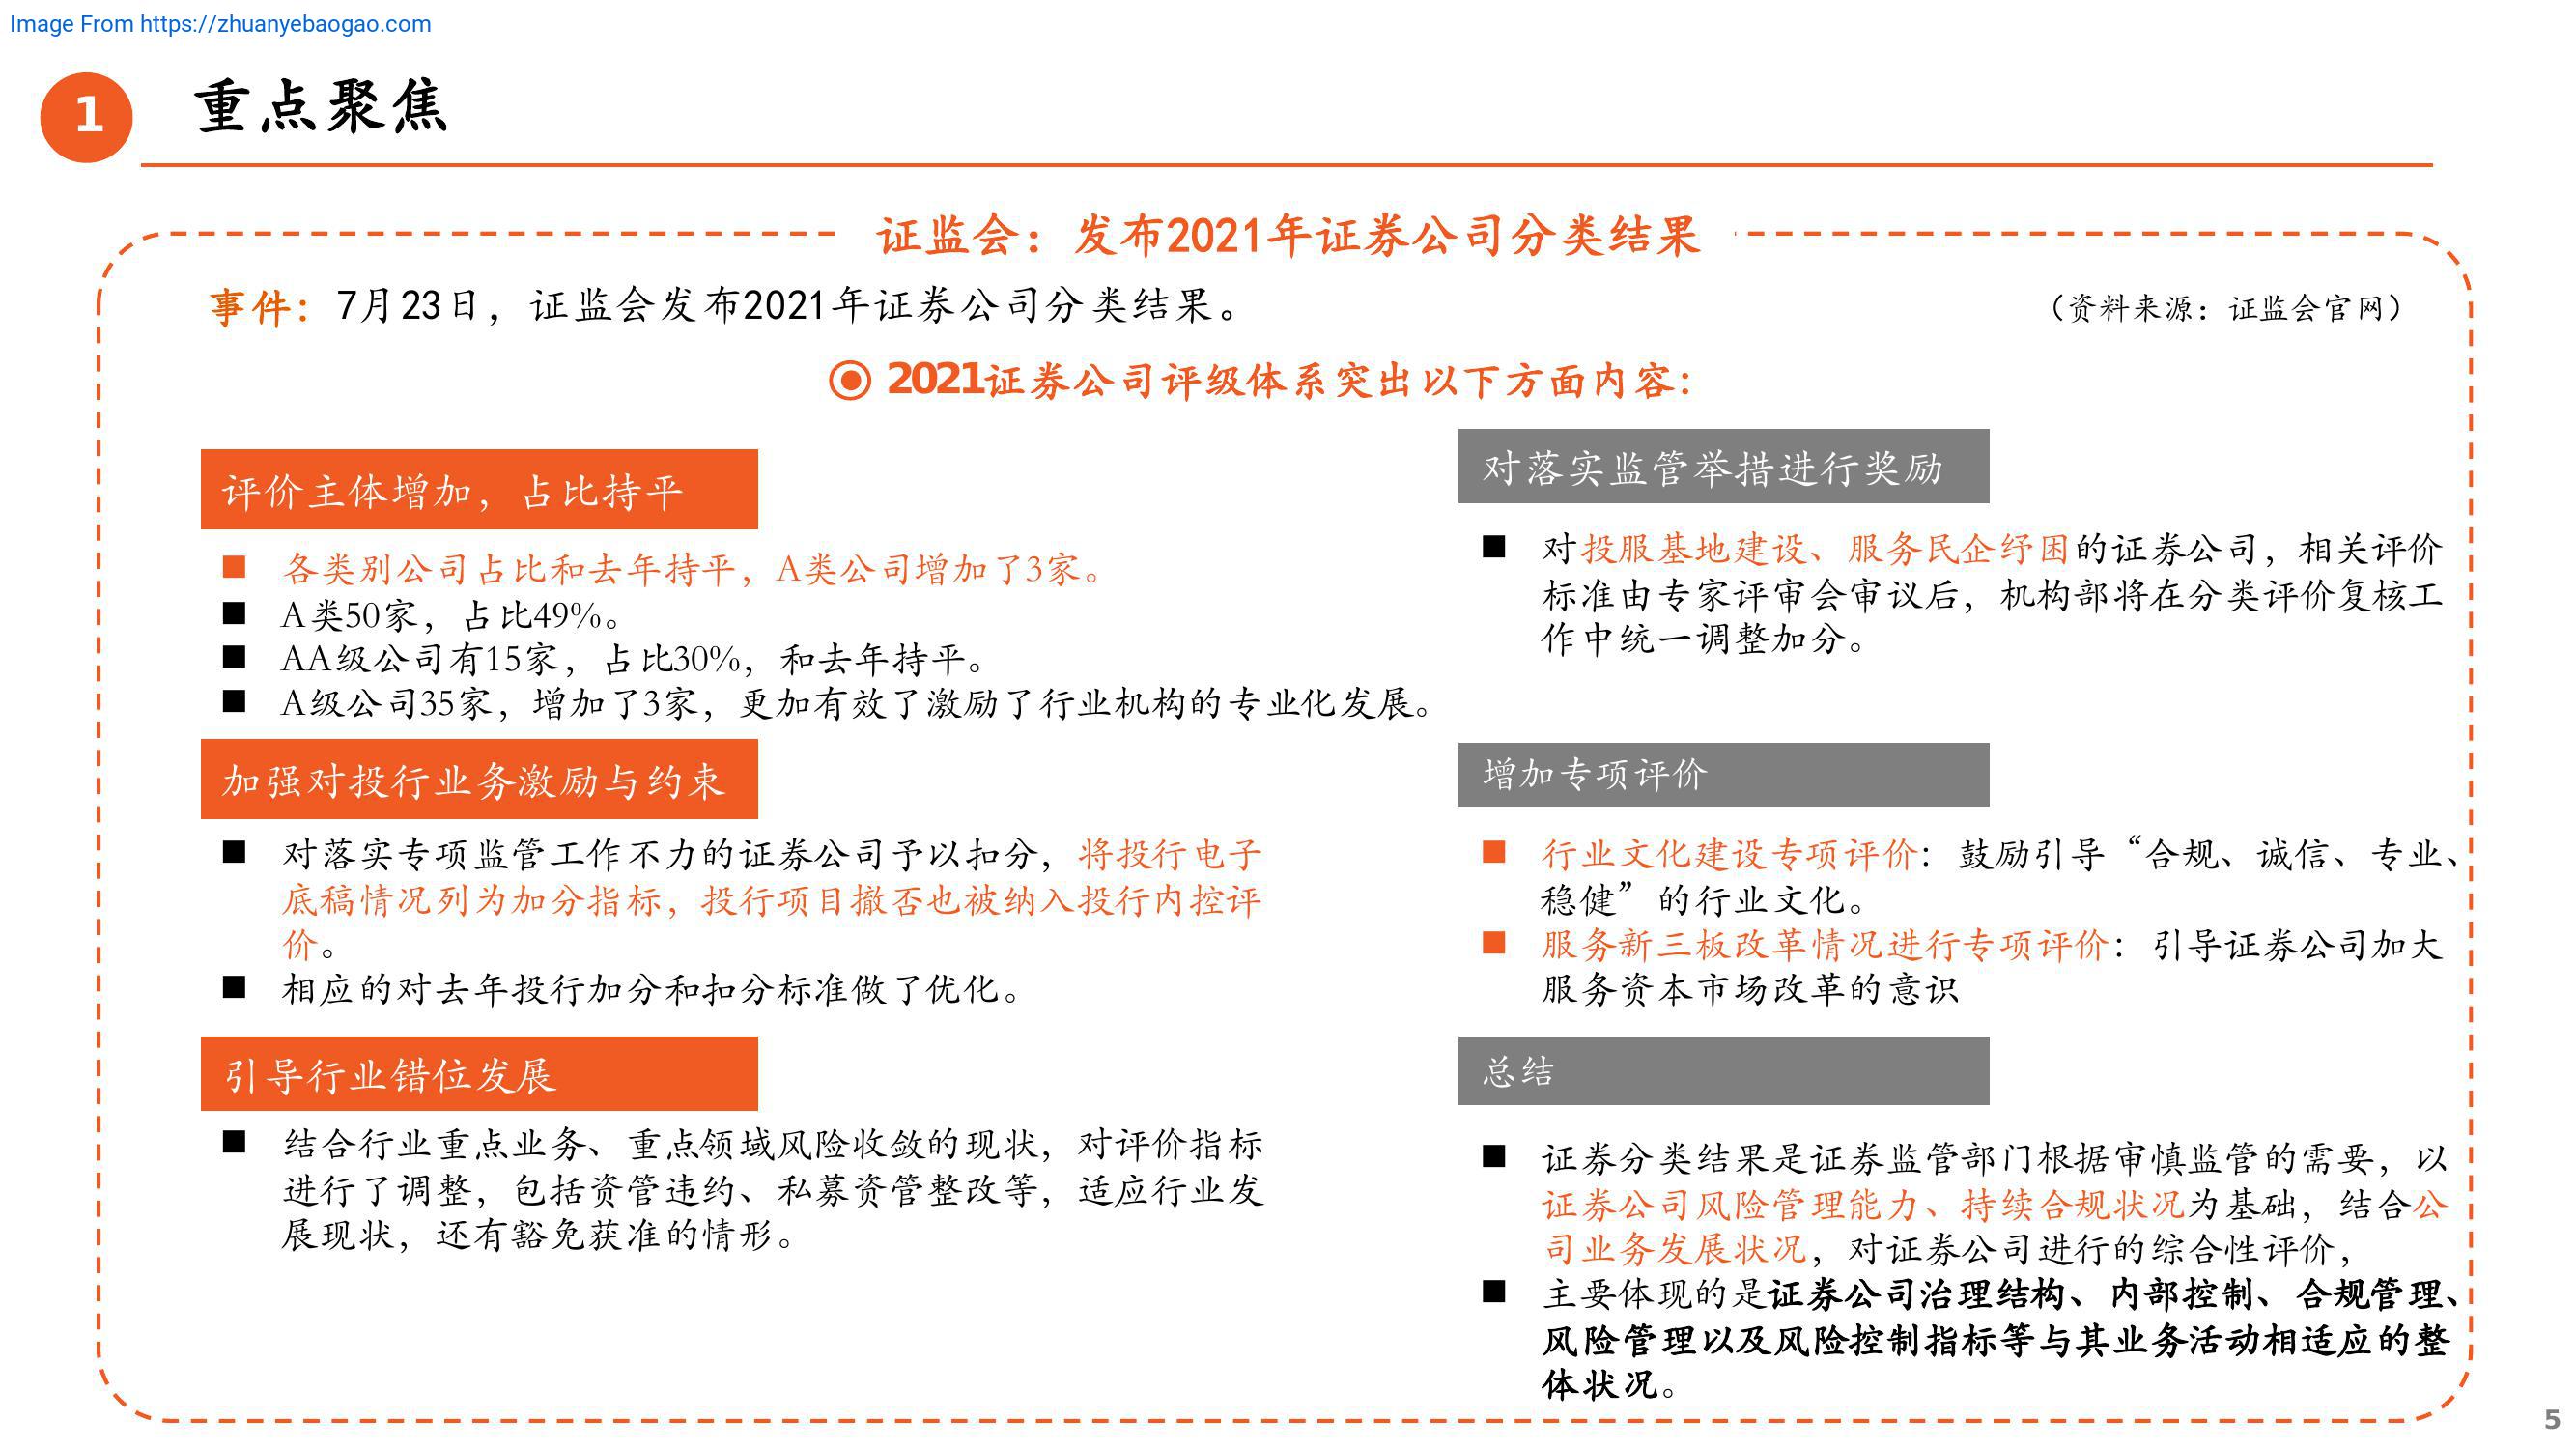 Image From https://zhuanyebaogao.com
1
重点聚焦
证监会：发布2021年证券公司分类结果
事件：7月23日，证监会发布2021年证券公司分类结果。
（资料来源：证监会官网）
2021证券公司评级体系突出以下方面内容：
评价主体增加，占比持平
■ 各类别公司占比和去年持平，A类公司增加了3家。
■ A类50家，占比49%。
■ AA级公司有15家，占比30%，和去年持平。
■ A级公司35家，增加了3家，更加有效了激励了行业机构的专业化发展。
加强对投行业务激励与约束
■ 对落实专项监管工作不力的证券公司予以扣分，将投行电子
底稿情况列为加分指标，投行项目撤否也被纳入投行内控评
价。
■ 相应的对去年投行加分和扣分标准做了优化。
引导行业错位发展
■ 结合行业重点业务、重点领域风险收敛的现状，对评价指标
进行了调整，包括资管违约、私募资管整改等，适应行业发
展现状，还有豁免获准的情形。
对落实监管举措进行奖励
■ 对投服基地建设、服务民企纾困的证券公司，相关评价
标准由专家评审会审议后，机构部将在分类评价复核工
作中统一调整加分。
增加专项评价
■ 行业文化建设专项评价：鼓励引导“合规、诚信、专业、
稳健”的行业文化。
■ 服务新三板改革情况进行专项评价：引导证券公司加大
服务资本市场改革的意识
总结
■ 证券分类结果是证券监管部门根据审慎监管的需要，以
证券公司风险管理能力、持续合规状况为基础，结合公
司业务发展状况，对证券公司进行的综合性评价，
■ 主要体现的是证券公司治理结构、内部控制、合规管理、
风险管理以及风险控制指标等与其业务活动相适应的整
体状况。
5